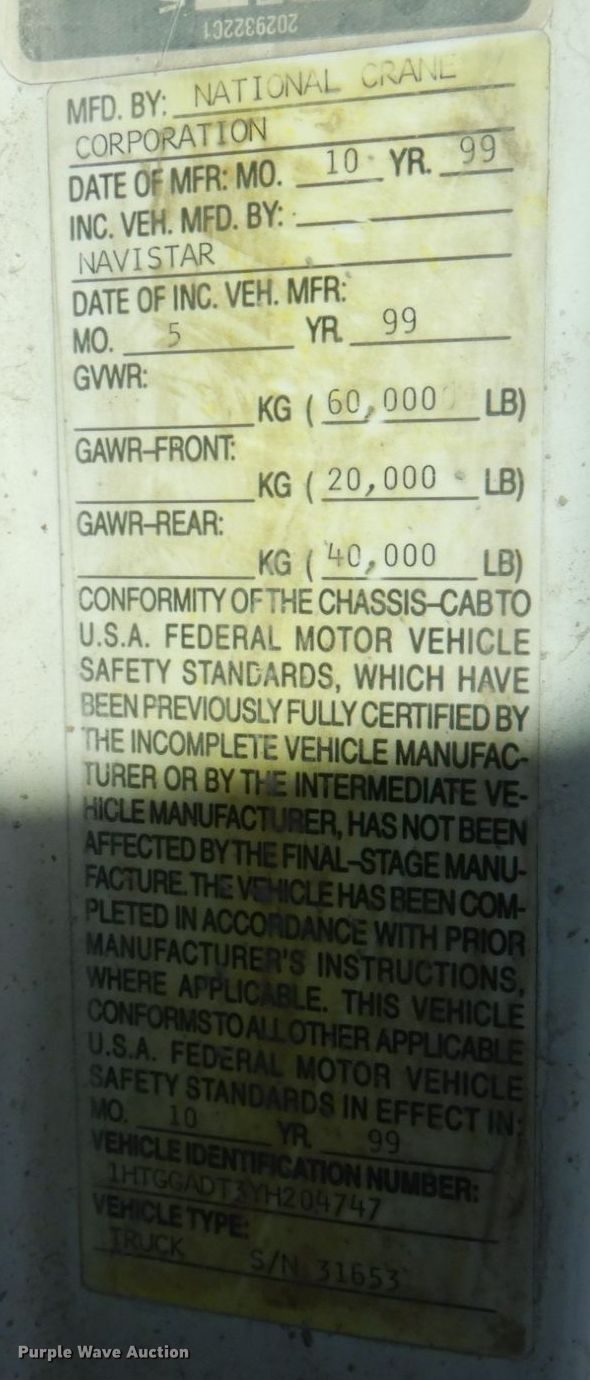 2029322C1
MFD. BY: NATIONAL CRANE
CORPORATION
DATE OF MFR: MO. 10 YR. 99
INC. VEH. MFD. BY:
NAVISTAR
DATE OF INC. VEH. MFR:
MO. 5 YR. 99
GVWR:
KG ( 60,000 LB)
GAWR-FRONT:
KG ( 20,000 LB)
GAWR-REAR:
KG ( 40,000 LB)
CONFORMITY OF THE CHASSIS-CAB TO
U.S.A. FEDERAL MOTOR VEHICLE
SAFETY STANDARDS, WHICH HAVE
BEEN PREVIOUSLY FULLY CERTIFIED BY
THE INCOMPLETE VEHICLE MANUFAC-
TURER OR BY THE INTERMEDIATE VE-
HICLE MANUFACTURER, HAS NOT BEEN
AFFECTED BY THE FINAL-STAGE MANU-
FACTURE. THE VEHICLE HAS BEEN COM-
PLETED IN ACCORDANCE WITH PRIOR
MANUFACTURER'S INSTRUCTIONS,
WHERE APPLICABLE. THIS VEHICLE
CONFORMS TO ALL OTHER APPLICABLE
U.S.A. FEDERAL MOTOR VEHICLE
SAFETY STANDARDS IN EFFECT IN:
MO. 10 YR. 99
VEHICLE IDENTIFICATION NUMBER:
1HTGGADT3YH204747
VEHICLE TYPE:
TRUCK S/N 31653
Purple Wave Auction